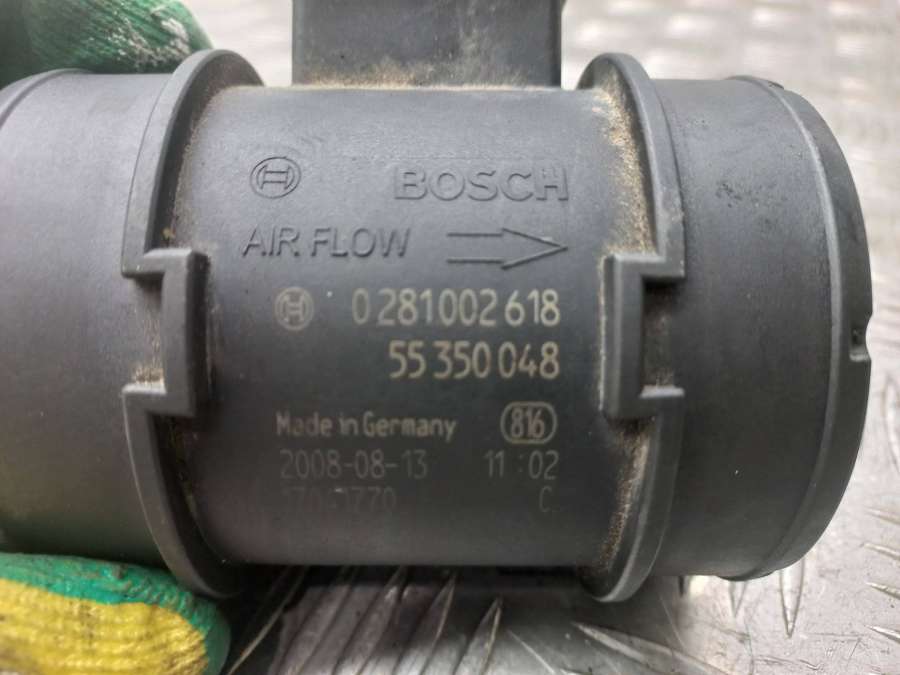 BOSCH
AIR FLOW
0 281 002 618
55 350 048
Made in Germany 816
2008-08-13 11:02
C